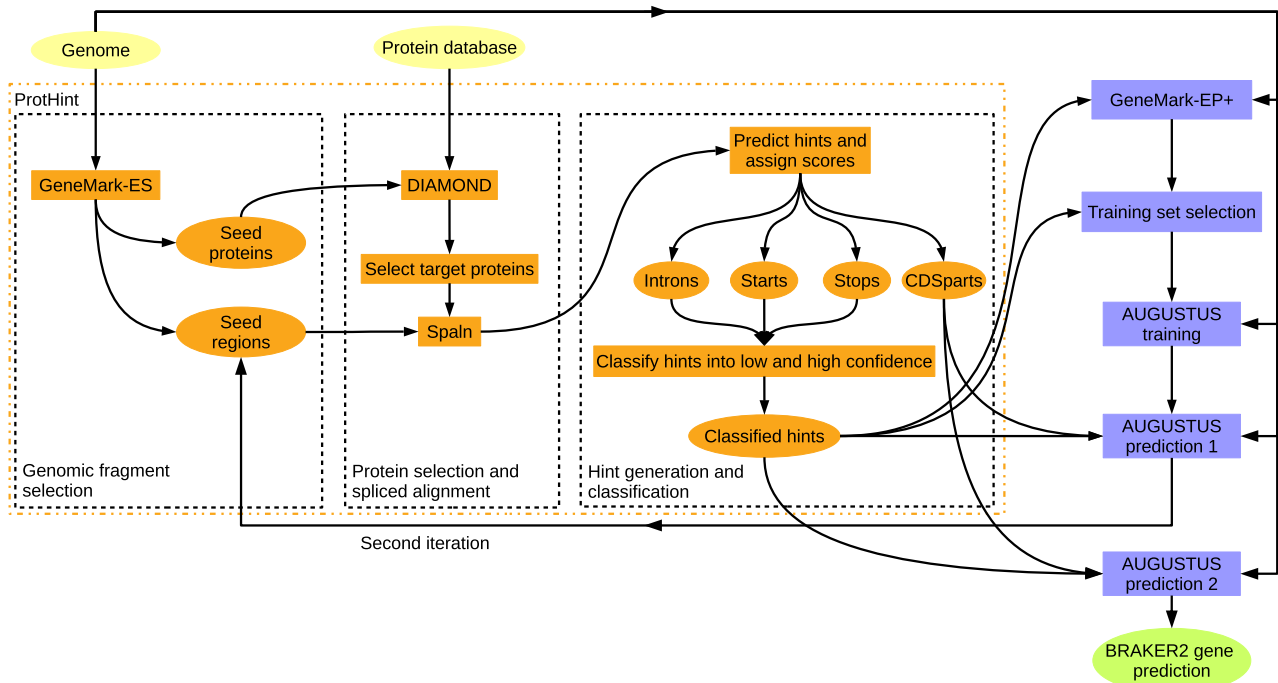 Genome
Protein database
ProtHint
GeneMark-ES
Seed
proteins
Seed
regions
Genomic fragment
selection
DIAMOND
Select target proteins
Spaln
Protein selection and
spliced alignment
Predict hints and
assign scores
Introns
Starts
Stops
CDSparts
Classify hints into low and high confidence
Classified hints
Hint generation and
classification
Second iteration
GeneMark-EP+
Training set selection
AUGUSTUS
training
AUGUSTUS
prediction 1
AUGUSTUS
prediction 2
BRAKER2 gene
prediction